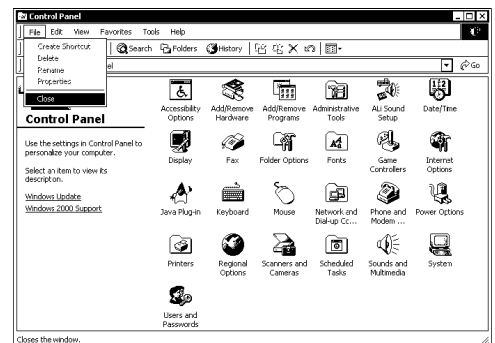 Control Panel
File Edit View Favorites Tools Help
Create Shortcut
Delete
Rename
Properties
Close
Search Folders History
el
Go
Control Panel
Use the settings in Control Panel to
personalize your computer.
Select an item to view its
description.
Windows Update
Windows 2000 Support
Accessibility Options
Add/Remove Hardware
Add/Remove Programs
Administrative Tools
ALi Sound Setup
Date/Time
Display
Fax
Folder Options
Fonts
Game Controllers
Internet Options
Java Plug-in
Keyboard
Mouse
Network and Dial-up Co...
Phone and Modem ...
Power Options
Printers
Regional Options
Scanners and Cameras
Scheduled Tasks
Sounds and Multimedia
System
Users and Passwords
Closes the window.